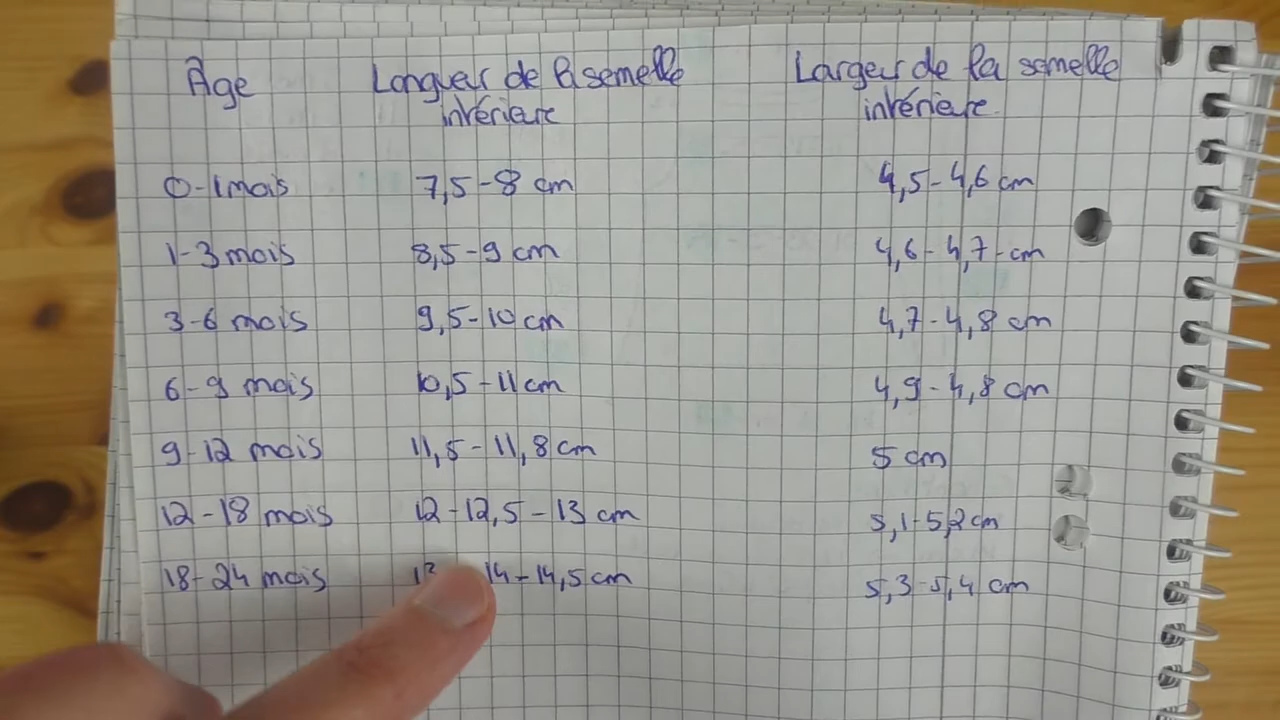 Âge Longueur de la semelle intérieure Largeur de la semelle intérieure
0-1 mois 7,5-8 cm 4,5-4,6 cm
1-3 mois 8,5-9 cm 4,6-4,7-cm
3-6 mois 9,5-10 cm 4,7-4,8 cm
6-9 mois 10,5-11 cm 4,9-4,8 cm
9-12 mois 11,5-11,8 cm 5 cm
12-18 mois 12-12,5-13 cm 5,1-5,2 cm
18-24 mois 14-14,5 cm 5,3-5,4 cm